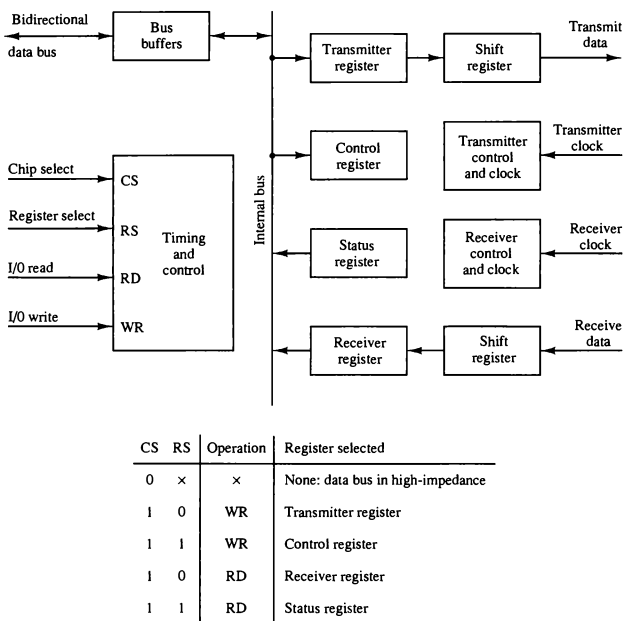 Bidirectional
data bus
Bus
buffers
Internal bus
Transmitter
register
Shift
register
Transmit
data
Control
register
Transmitter
control
and clock
Transmitter
clock
Chip select
CS
Register select
RS
I/0 read
RD
I/0 write
WR
Timing
and
control
Status
register
Receiver
control
and clock
Receiver
clock
Receiver
register
Shift
register
Receive
data
CS RS Operation Register selected
0 × × None: data bus in high-impedance
1 0 WR Transmitter register
1 1 WR Control register
1 0 RD Receiver register
1 1 RD Status register